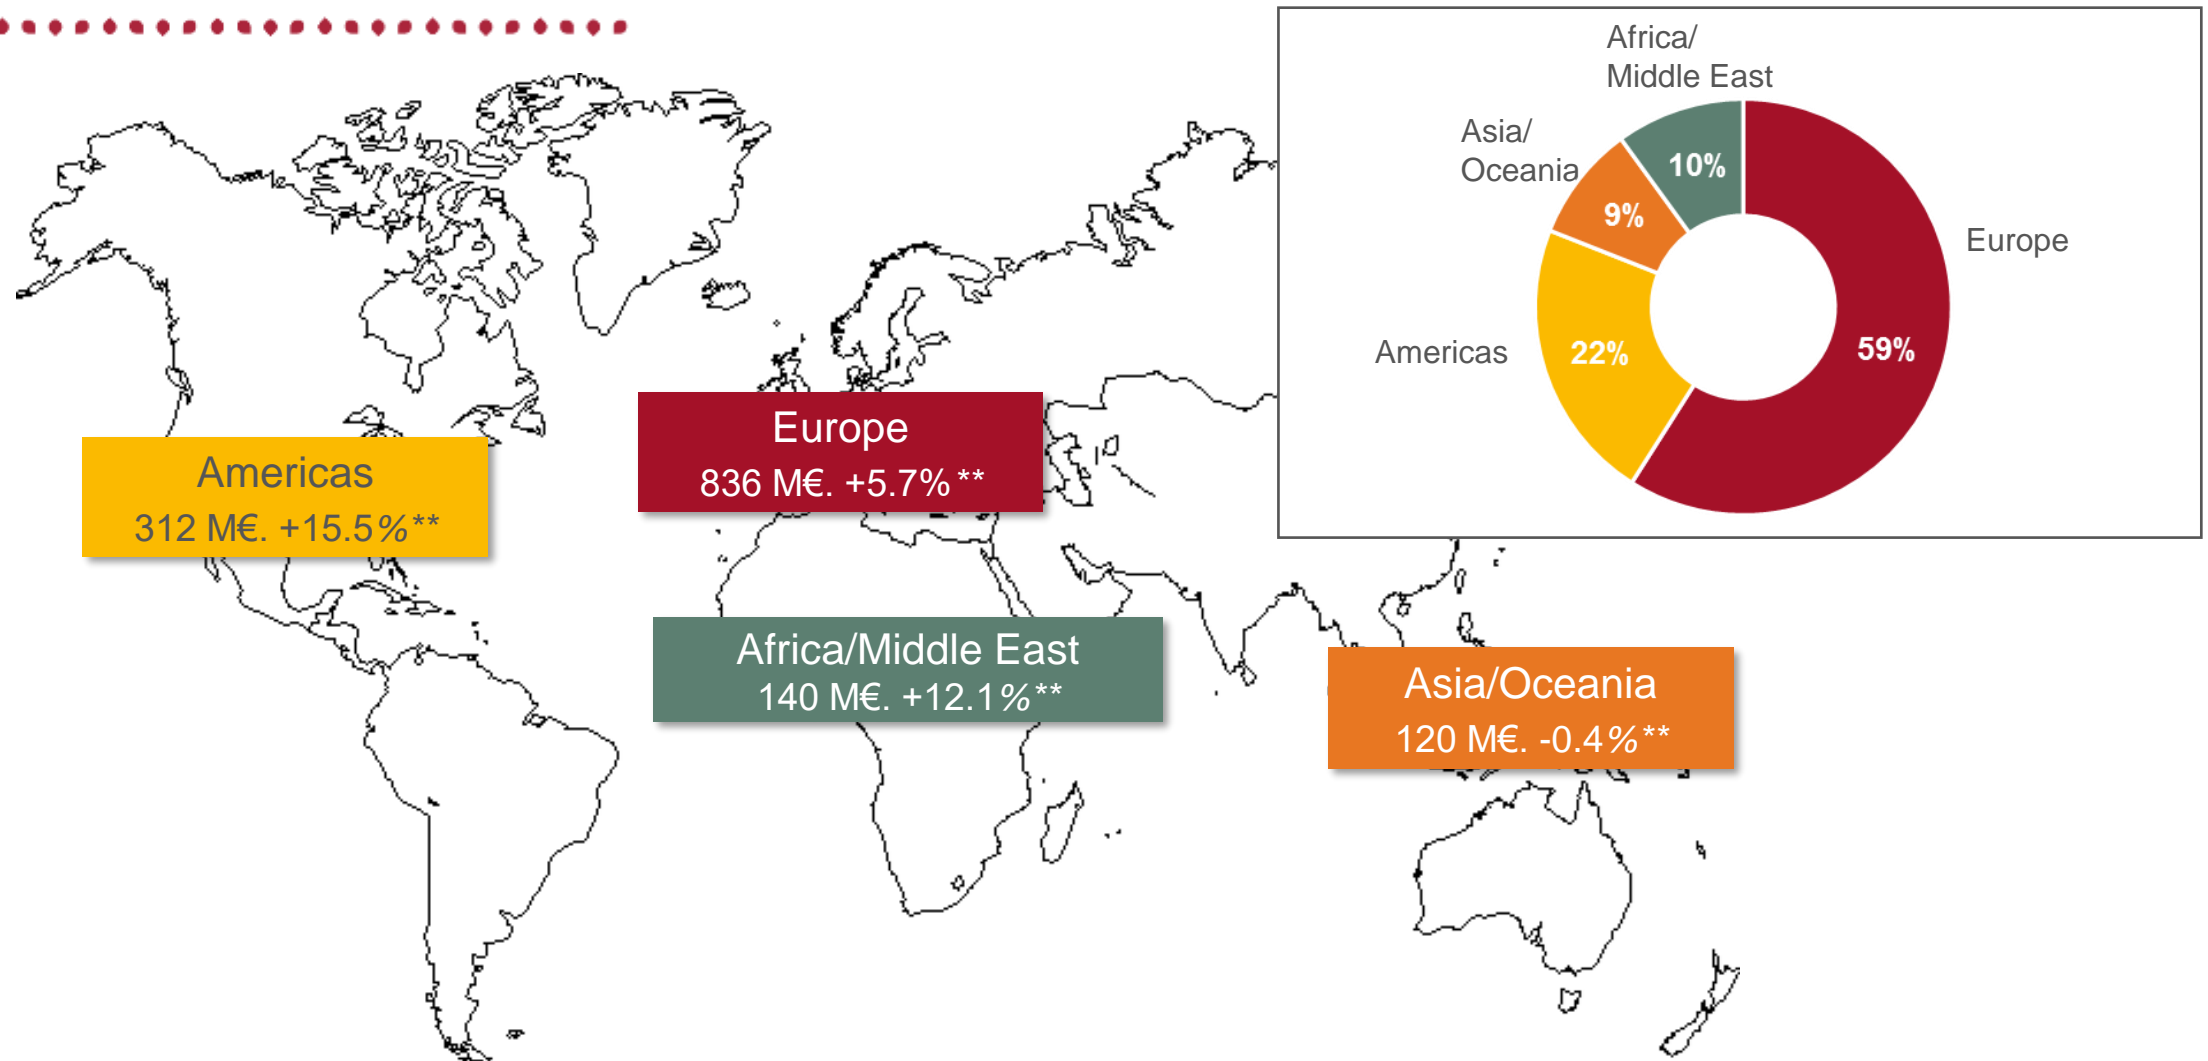 Africa/
Middle East
Asia/
Oceania
10%
9%
Europe
Americas
22%
59%
Europe
836 M€. +5.7%**
Americas
312 M€. +15.5%**
Africa/Middle East
140 M€. +12.1%**
Asia/Oceania
120 M€. -0.4%**